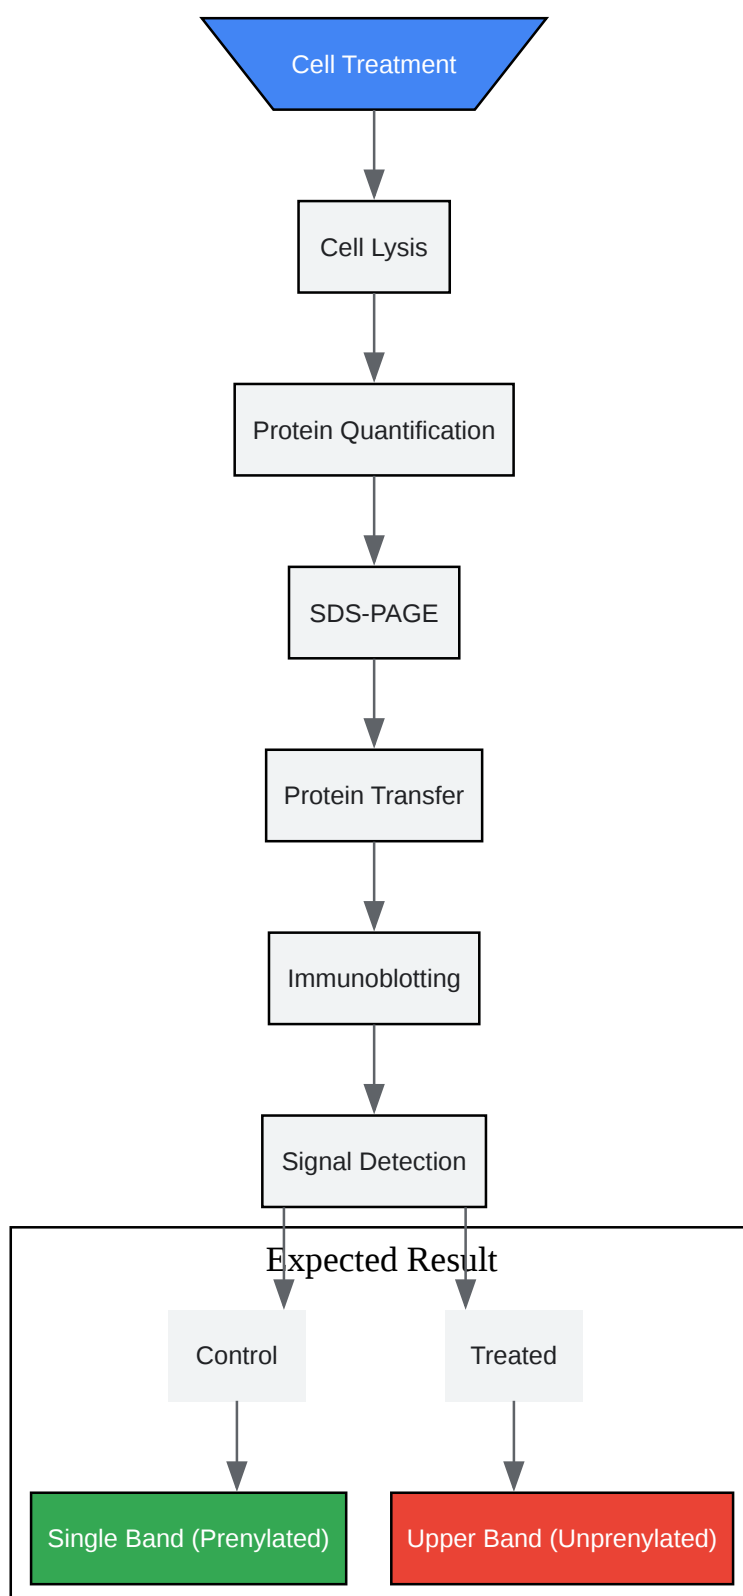 Cell Treatment
Cell Lysis
Protein Quantification
SDS-PAGE
Protein Transfer
Immunoblotting
Signal Detection
Expected Result
Control
Treated
Single Band (Prenylated)
Upper Band (Unprenylated)